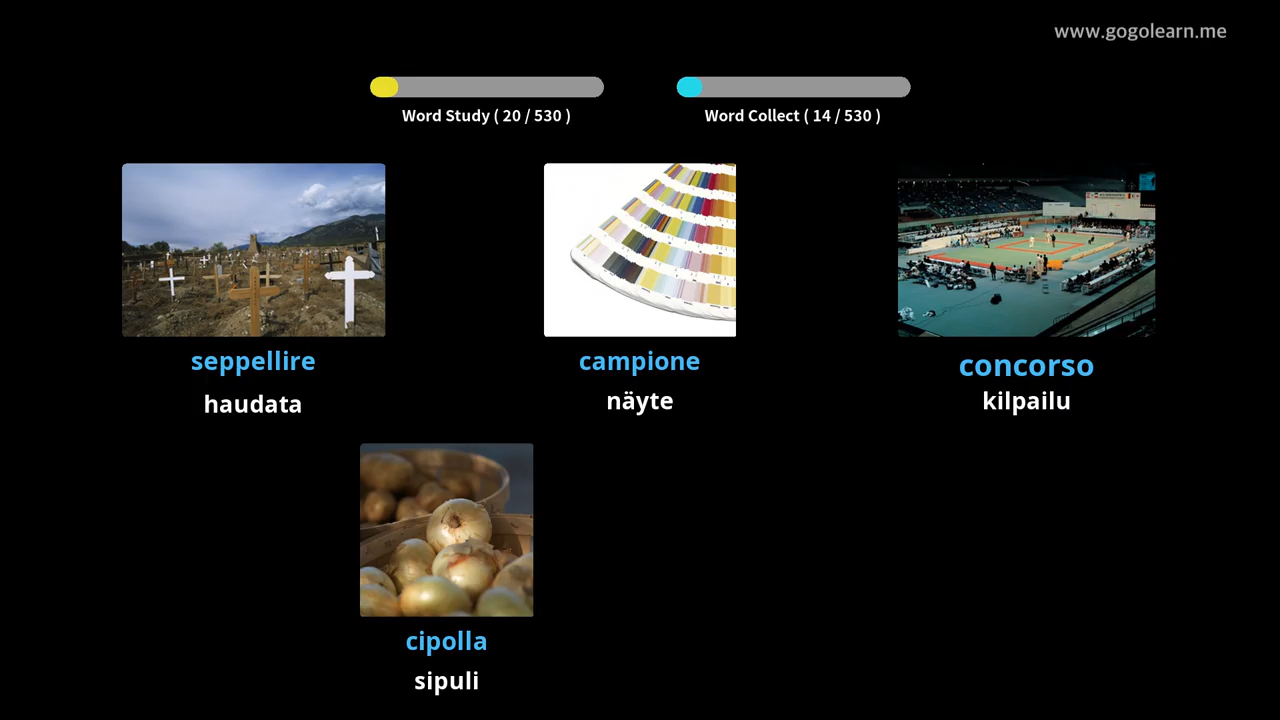 www.gogolearn.me
Word Study ( 20 / 530 )
Word Collect ( 14 / 530 )
seppellire
haudata
campione
näyte
concorso
kilpailu
cipolla
sipuli